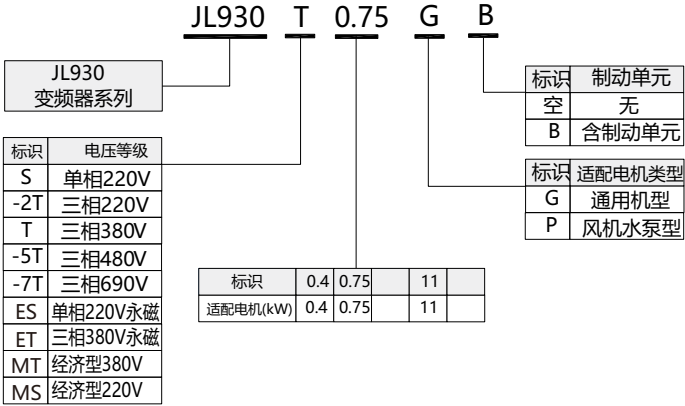 JL930 T 0.75 G B
JL930
变频器系列
标识 制动单元
空 无
B 含制动单元
标识 电压等级
S 单相220V
-2T 三相220V
T 三相380V
-5T 三相480V
-7T 三相690V
ES 单相220V永磁
ET 三相380V永磁
MT 经济型380V
MS 经济型220V
标识 适配电机类型
G 通用机型
P 风机水泵型
标识 0.4 0.75 11
适配电机(kW) 0.4 0.75 11